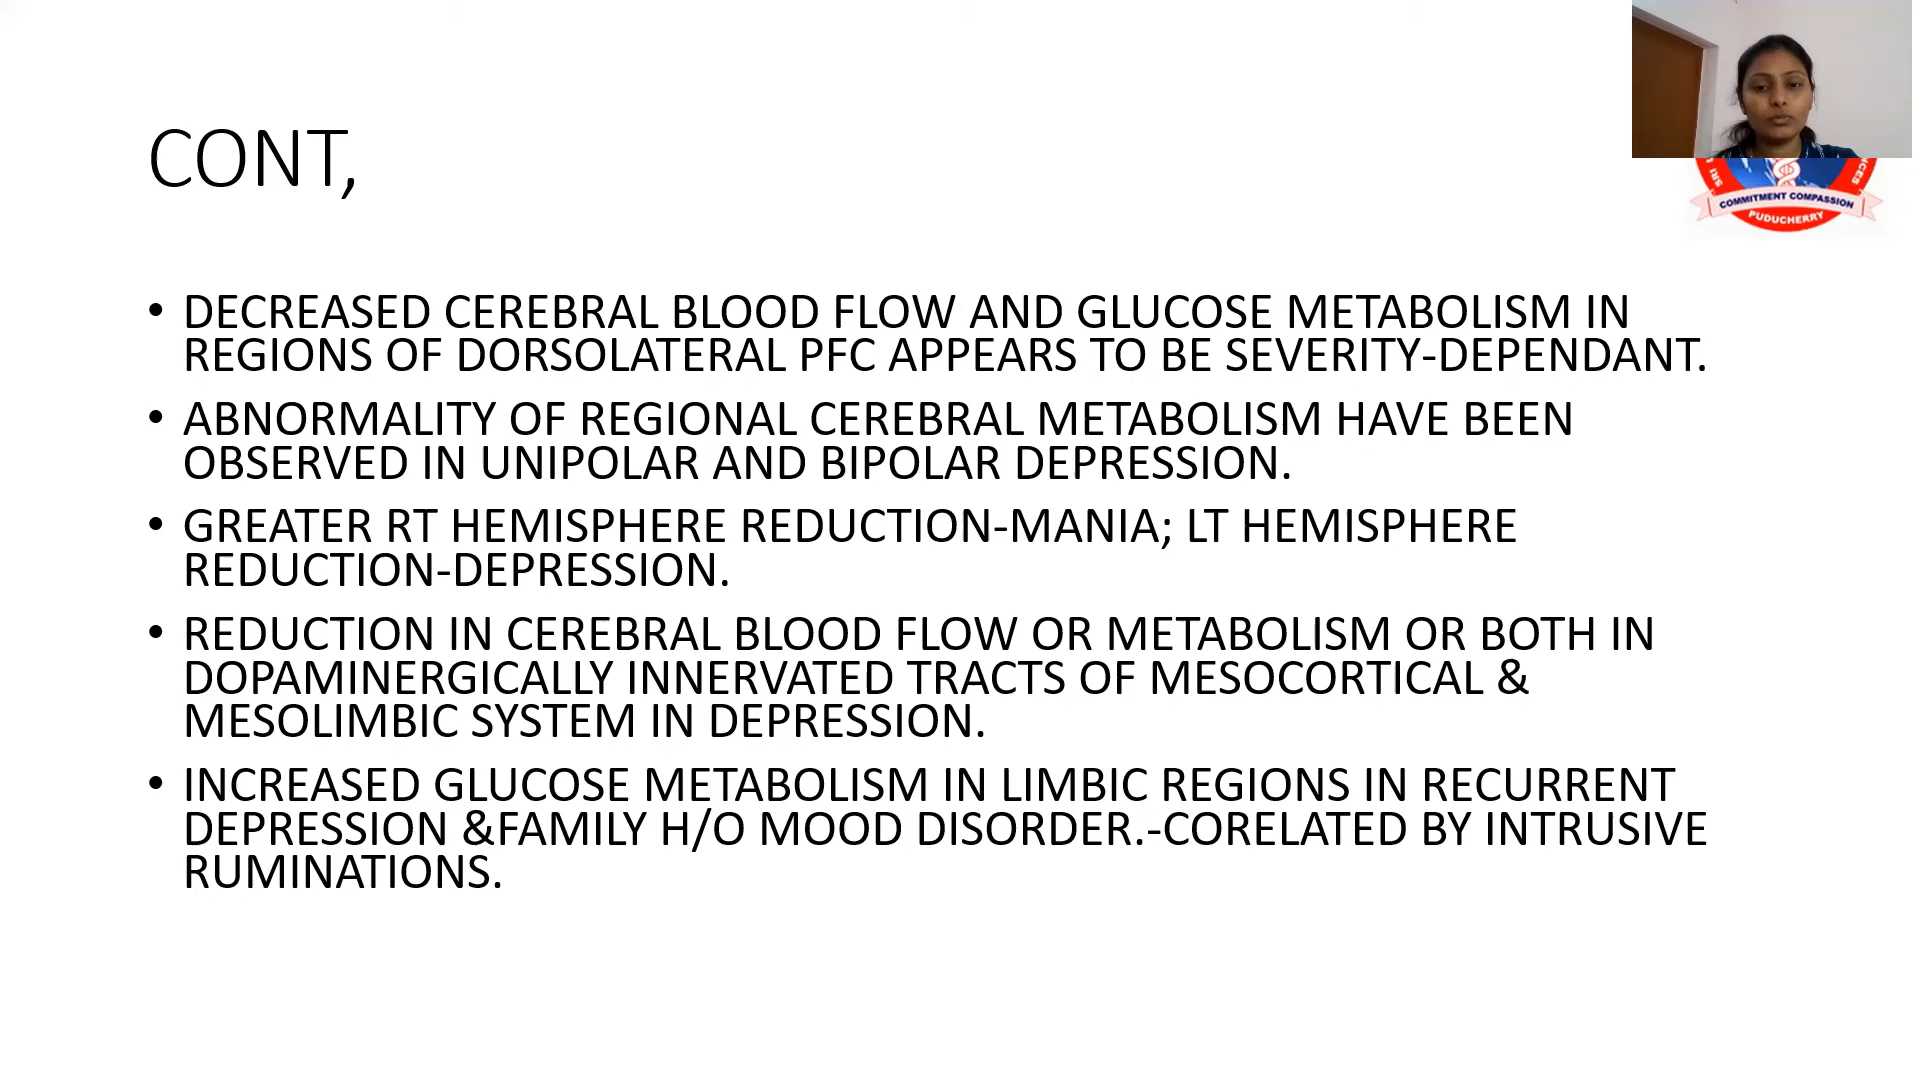 CONT,
SRI
NCES
COMMITMENT COMPASSION
PUDUCHERRY
• DECREASED CEREBRAL BLOOD FLOW AND GLUCOSE METABOLISM IN
REGIONS OF DORSOLATERAL PFC APPEARS TO BE SEVERITY-DEPENDANT.
• ABNORMALITY OF REGIONAL CEREBRAL METABOLISM HAVE BEEN
OBSERVED IN UNIPOLAR AND BIPOLAR DEPRESSION.
• GREATER RT HEMISPHERE REDUCTION-MANIA; LT HEMISPHERE
REDUCTION-DEPRESSION.
• REDUCTION IN CEREBRAL BLOOD FLOW OR METABOLISM OR BOTH IN
DOPAMINERGICALLY INNERVATED TRACTS OF MESOCORTICAL &
MESOLIMBIC SYSTEM IN DEPRESSION.
• INCREASED GLUCOSE METABOLISM IN LIMBIC REGIONS IN RECURRENT
DEPRESSION &FAMILY H/O MOOD DISORDER.-CORELATED BY INTRUSIVE
RUMINATIONS.